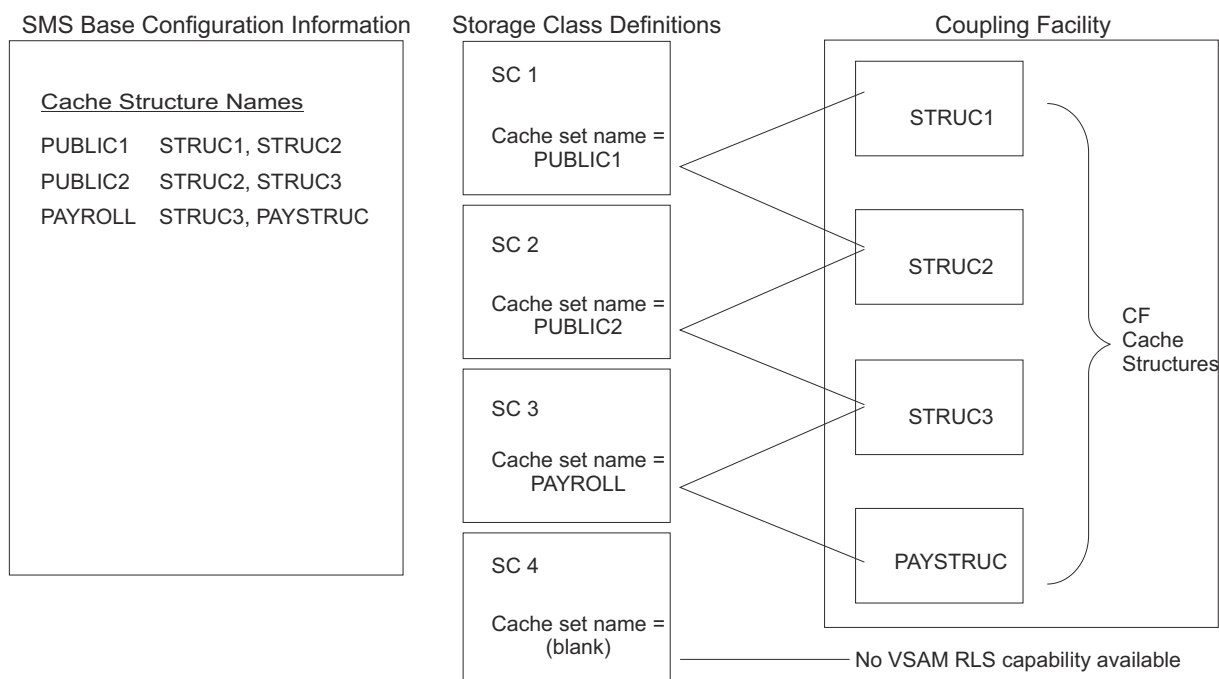 SMS Base Configuration Information
Cache Structure Names
PUBLIC1 STRUC1, STRUC2
PUBLIC2 STRUC2, STRUC3
PAYROLL STRUC3, PAYSTRUC
Storage Class Definitions
SC 1
Cache set name =
PUBLIC1
SC 2
Cache set name =
PUBLIC2
SC 3
Cache set name =
PAYROLL
SC 4
Cache set name =
(blank)
Coupling Facility
STRUC1
STRUC2
STRUC3
PAYSTRUC
CF
Cache
Structures
No VSAM RLS capability available